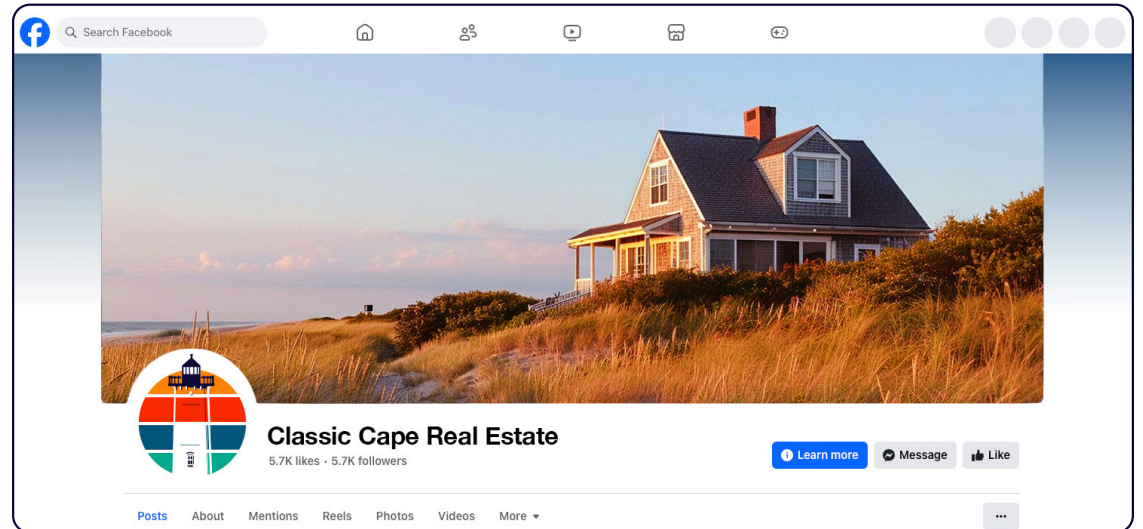 Search Facebook
Classic Cape Real Estate
5.7K likes · 5.7K followers
Learn more
Message
Like
Posts About Mentions Reels Photos Videos More